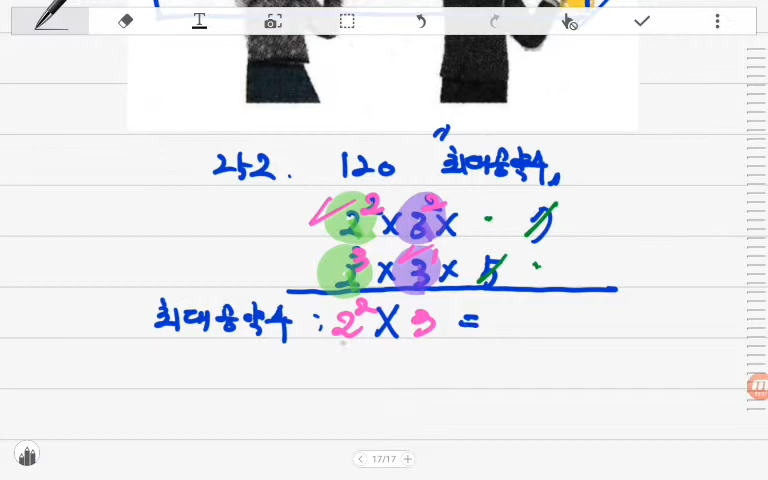 T
252. 120 "최대공약수"
2² × 3² × · 7
2³ × 3¹ × 5 ·
최대공약수 : 2² × 3 =
17/17